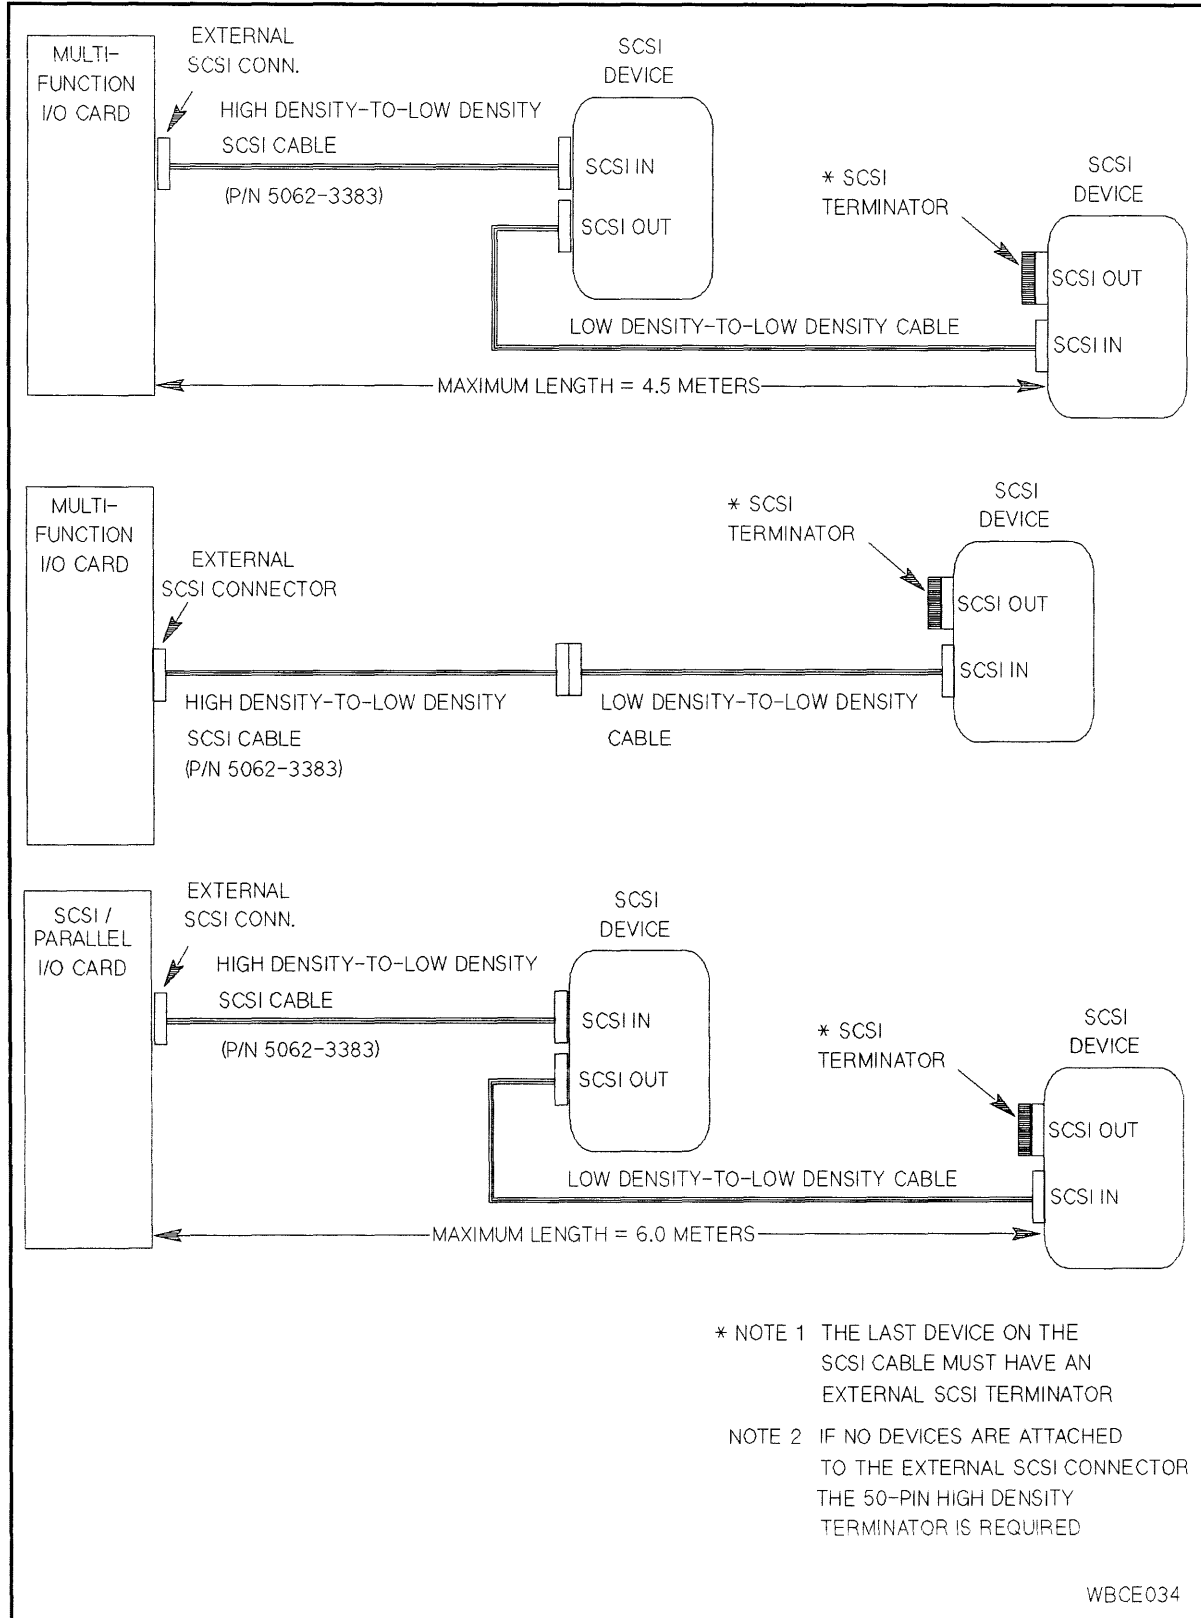 MULTI-
FUNCTION
I/O CARD
EXTERNAL
SCSI CONN.
HIGH DENSITY-TO-LOW DENSITY
SCSI CABLE
(P/N 5062-3383)
SCSI
DEVICE
SCSI IN
SCSI OUT
* SCSI
TERMINATOR
SCSI
DEVICE
SCSI OUT
SCSI IN
LOW DENSITY-TO-LOW DENSITY CABLE
MAXIMUM LENGTH = 4.5 METERS
MULTI-
FUNCTION
I/O CARD
EXTERNAL
SCSI CONNECTOR
HIGH DENSITY-TO-LOW DENSITY
SCSI CABLE
(P/N 5062-3383)
LOW DENSITY-TO-LOW DENSITY
CABLE
* SCSI
TERMINATOR
SCSI
DEVICE
SCSI OUT
SCSI IN
SCSI /
PARALLEL
I/O CARD
EXTERNAL
SCSI CONN.
HIGH DENSITY-TO-LOW DENSITY
SCSI CABLE
(P/N 5062-3383)
SCSI
DEVICE
SCSI IN
SCSI OUT
* SCSI
TERMINATOR
SCSI
DEVICE
SCSI OUT
SCSI IN
LOW DENSITY-TO-LOW DENSITY CABLE
MAXIMUM LENGTH = 6.0 METERS
* NOTE 1 THE LAST DEVICE ON THE
SCSI CABLE MUST HAVE AN
EXTERNAL SCSI TERMINATOR
NOTE 2 IF NO DEVICES ARE ATTACHED
TO THE EXTERNAL SCSI CONNECTOR
THE 50-PIN HIGH DENSITY
TERMINATOR IS REQUIRED
WBCE034